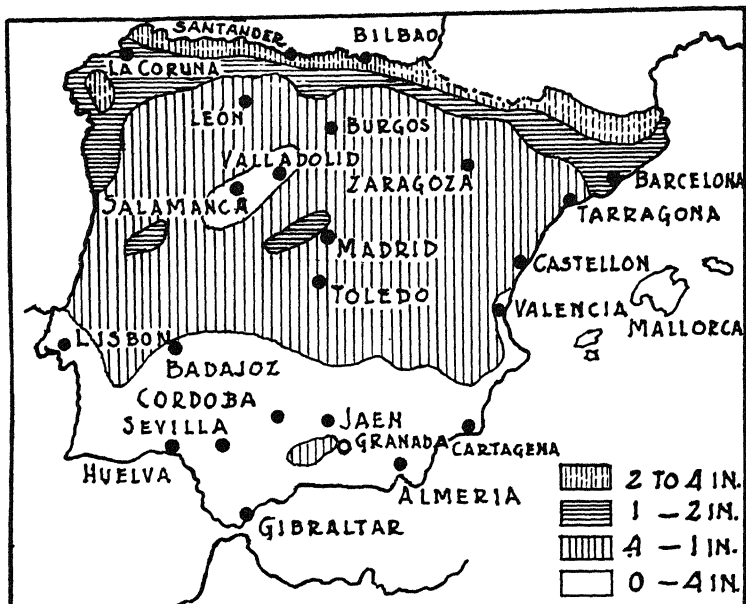 SANTANDER
BILBAO
LA CORUNA
LEÓN
BURGOS
VALLADOLID
ZARAGOZA
SALAMANCA
BARCELONA
TARRAGONA
MADRID
CASTELLON
TOLEDO
VALENCIA
MALLORCA
LISBON
BADAJOZ
CORDOBA
SEVILLA
JAEN
GRANADA
CARTAGENA
HUELVA
ALMERIA
GIBRALTAR
2 TO 4 IN.
1 – 2 IN.
4 – 1 IN.
0 – 4 IN.